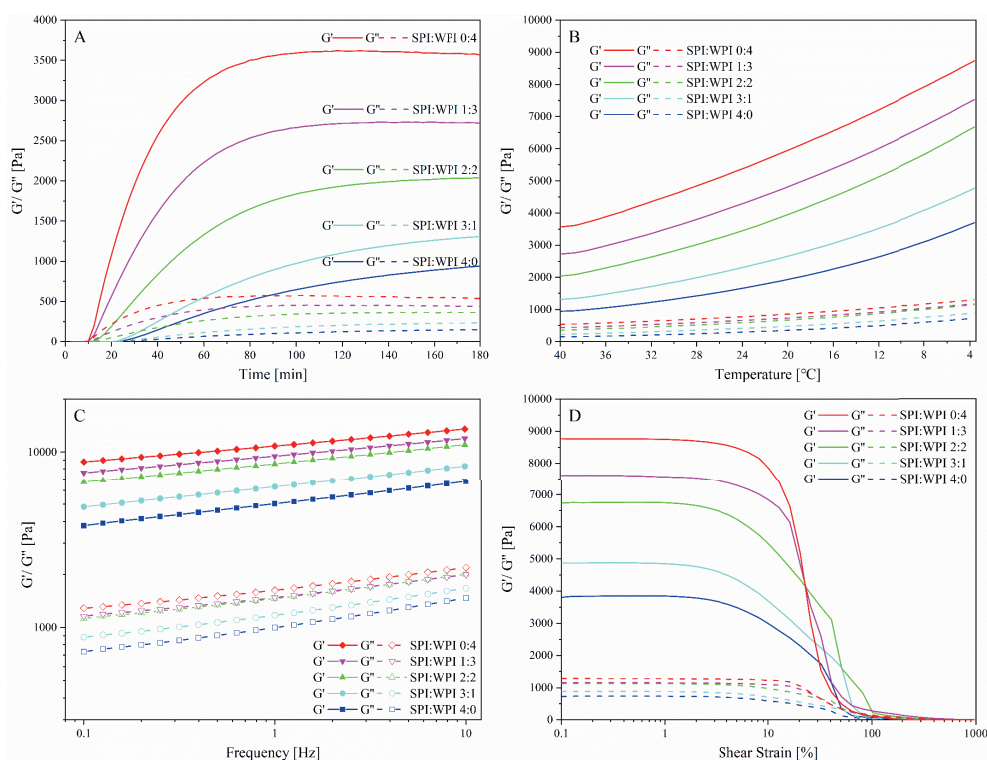 A
G'/ G'' [Pa]
4000
3500
3000
2500
2000
1500
1000
500
0
G' G'' SPI:WPI 0:4
G' G'' SPI:WPI 1:3
G' G'' SPI:WPI 2:2
G' G'' SPI:WPI 3:1
G' G'' SPI:WPI 4:0
0 20 40 60 80 100 120 140 160 180
Time [min]
B
G'/ G'' [Pa]
10000
9000
8000
7000
6000
5000
4000
3000
2000
1000
0
G' G'' SPI:WPI 0:4
G' G'' SPI:WPI 1:3
G' G'' SPI:WPI 2:2
G' G'' SPI:WPI 3:1
G' G'' SPI:WPI 4:0
40 36 32 28 24 20 16 12 8 4
Temperature [°C]
C
G'/ G'' [Pa]
10000
1000
G' G'' SPI:WPI 0:4
G' G'' SPI:WPI 1:3
G' G'' SPI:WPI 2:2
G' G'' SPI:WPI 3:1
G' G'' SPI:WPI 4:0
0.1 1 10
Frequency [Hz]
D
G'/ G'' [Pa]
10000
9000
8000
7000
6000
5000
4000
3000
2000
1000
0
G' G'' SPI:WPI 0:4
G' G'' SPI:WPI 1:3
G' G'' SPI:WPI 2:2
G' G'' SPI:WPI 3:1
G' G'' SPI:WPI 4:0
0.1 1 10 100 1000
Shear Strain [%]